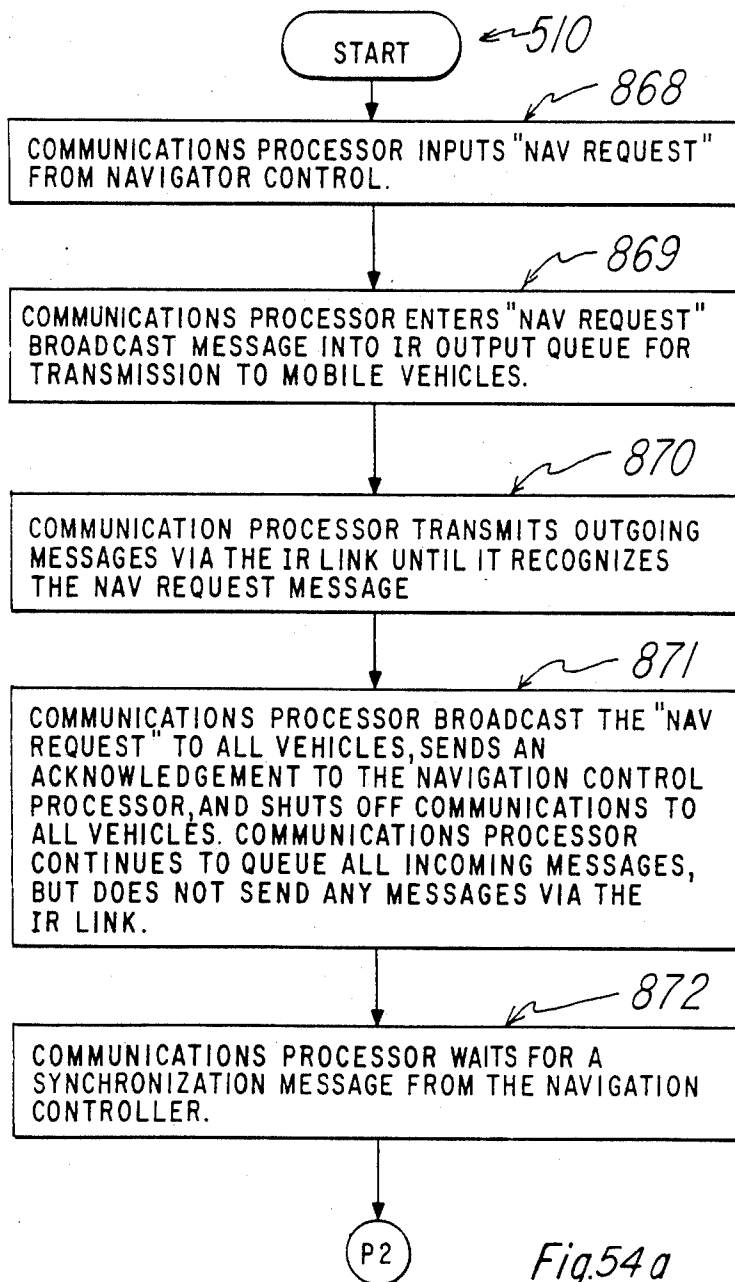 START
510
868
COMMUNICATIONS PROCESSOR INPUTS "NAV REQUEST"
FROM NAVIGATOR CONTROL.
869
COMMUNICATIONS PROCESSOR ENTERS "NAV REQUEST"
BROADCAST MESSAGE INTO IR OUTPUT QUEUE FOR
TRANSMISSION TO MOBILE VEHICLES.
870
COMMUNICATION PROCESSOR TRANSMITS OUTGOING
MESSAGES VIA THE IR LINK UNTIL IT RECOGNIZES
THE NAV REQUEST MESSAGE
871
COMMUNICATIONS PROCESSOR BROADCAST THE "NAV
REQUEST" TO ALL VEHICLES, SENDS AN
ACKNOWLEDGEMENT TO THE NAVIGATION CONTROL
PROCESSOR, AND SHUTS OFF COMMUNICATIONS TO
ALL VEHICLES. COMMUNICATIONS PROCESSOR
CONTINUES TO QUEUE ALL INCOMING MESSAGES,
BUT DOES NOT SEND ANY MESSAGES VIA THE
IR LINK.
872
COMMUNICATIONS PROCESSOR WAITS FOR A
SYNCHRONIZATION MESSAGE FROM THE NAVIGATION
CONTROLLER.
P2
Fig.54a